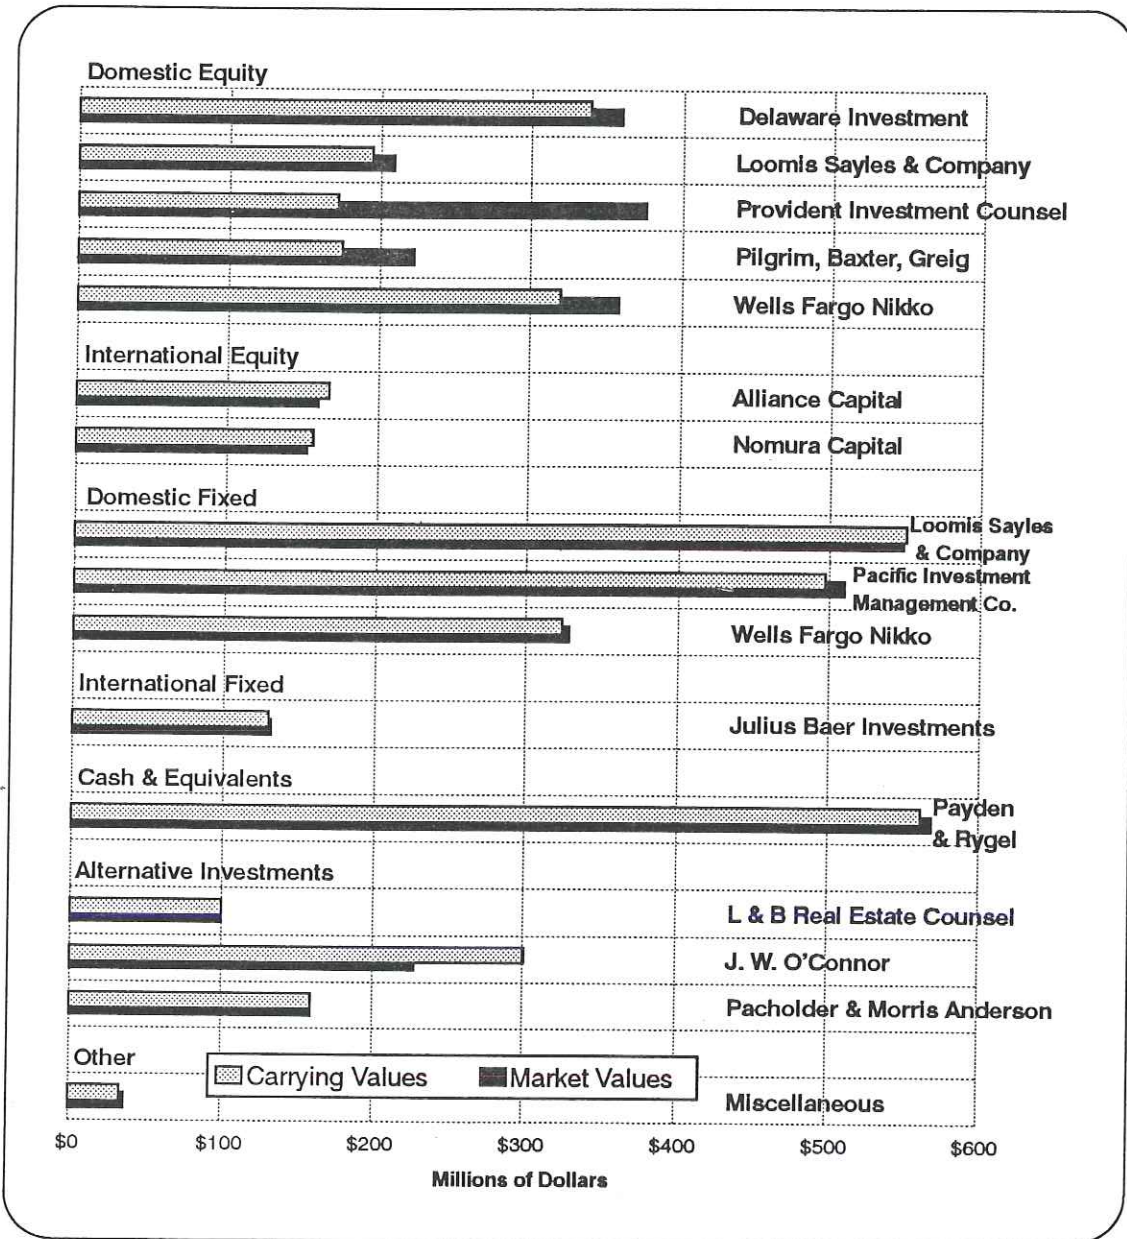 Domestic Equity
Delaware Investment
Loomis Sayles & Company
Provident Investment Counsel
Pilgrim, Baxter, Greig
Wells Fargo Nikko
International Equity
Alliance Capital
Nomura Capital
Domestic Fixed
Loomis Sayles
& Company
Pacific Investment
Management Co.
Wells Fargo Nikko
International Fixed
Julius Baer Investments
Cash & Equivalents
Payden
& Rygel
Alternative Investments
L & B Real Estate Counsel
J. W. O'Connor
Pacholder & Morris Anderson
Other
Carrying Values Market Values
Miscellaneous
$0 $100 $200 $300 $400 $500 $600
Millions of Dollars